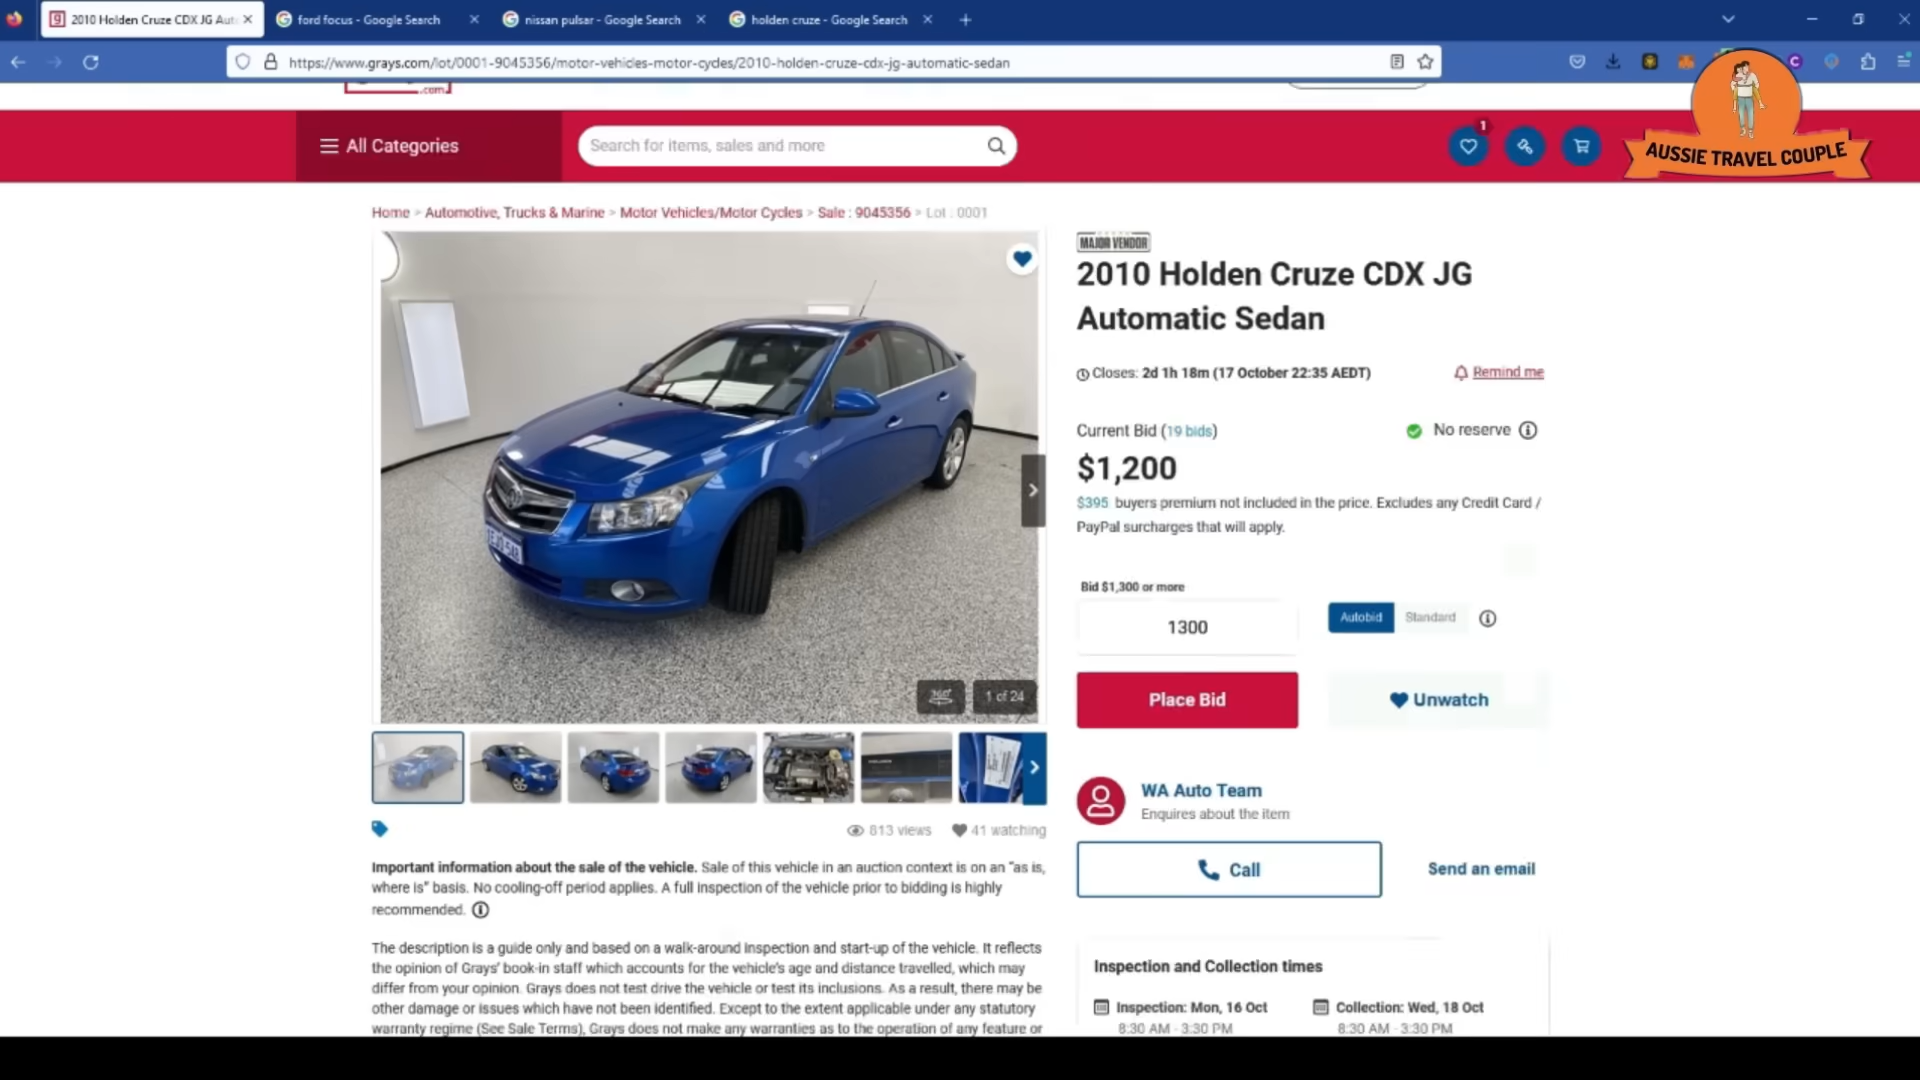 2010 Holden Cruze CDX JG Aut
ford focus - Google Search
nissan pulsar - Google Search
holden cruze - Google Search
https://www.grays.com/lot/0001-9045356/motor-vehicles-motor-cycles/2010-holden-cruze-cdx-jg-automatic-sedan
.com
All Categories
Search for items, sales and more
1
AUSSIE TRAVEL COUPLE
Home > Automotive, Trucks & Marine > Motor Vehicles/Motor Cycles > Sale : 9045356 > Lot : 0001
MAJOR VENDOR
2010 Holden Cruze CDX JG
Automatic Sedan
Closes: 2d 1h 18m (17 October 22:35 AEDT)
Remind me
Current Bid (19 bids)
No reserve
$1,200
$395 buyers premium not included in the price. Excludes any Credit Card /
PayPal surcharges that will apply.
Bid $1,300 or more
1300
Autobid
Standard
Place Bid
Unwatch
360°
1 of 24
WA Auto Team
Enquires about the item
Call
Send an email
813 views
41 watching
Important information about the sale of the vehicle. Sale of this vehicle in an auction context is on an "as is,
where is" basis. No cooling-off period applies. A full inspection of the vehicle prior to bidding is highly
recommended.
The description is a guide only and based on a walk-around inspection and start-up of the vehicle. It reflects
the opinion of Grays' book-in staff which accounts for the vehicle's age and distance travelled, which may
differ from your opinion. Grays does not test drive the vehicle or test its inclusions. As a result, there may be
other damage or issues which have not been identified. Except to the extent applicable under any statutory
warranty regime (See Sale Terms), Grays does not make any warranties as to the operation of any feature or
Inspection and Collection times
Inspection: Mon, 16 Oct
8:30 AM - 3:30 PM
Collection: Wed, 18 Oct
8:30 AM - 3:30 PM